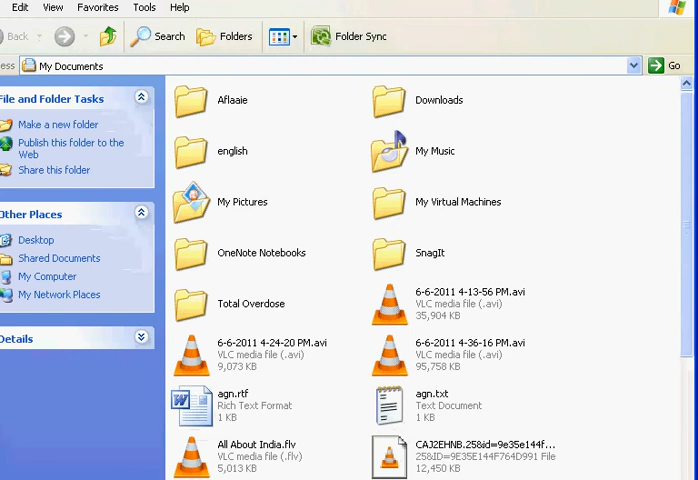 Edit View Favorites Tools Help
Back Search Folders Folder Sync
ess My Documents Go
File and Folder Tasks
Make a new folder
Publish this folder to the
Web
Share this folder
Other Places
Desktop
Shared Documents
My Computer
My Network Places
Details
Aflaaie
Downloads
english
My Music
My Pictures
My Virtual Machines
OneNote Notebooks
SnagIt
Total Overdose
6-6-2011 4-13-56 PM.avi
VLC media file (.avi)
35,904 KB
6-6-2011 4-24-20 PM.avi
VLC media file (.avi)
9,073 KB
6-6-2011 4-36-16 PM.avi
VLC media file (.avi)
95,758 KB
agn.rtf
Rich Text Format
1 KB
agn.txt
Text Document
1 KB
All About India.flv
VLC media file (.flv)
5,013 KB
CAJ2EHNB.25&id=9e35e144f...
25&ID=9E35E144F764D991 File
12,450 KB